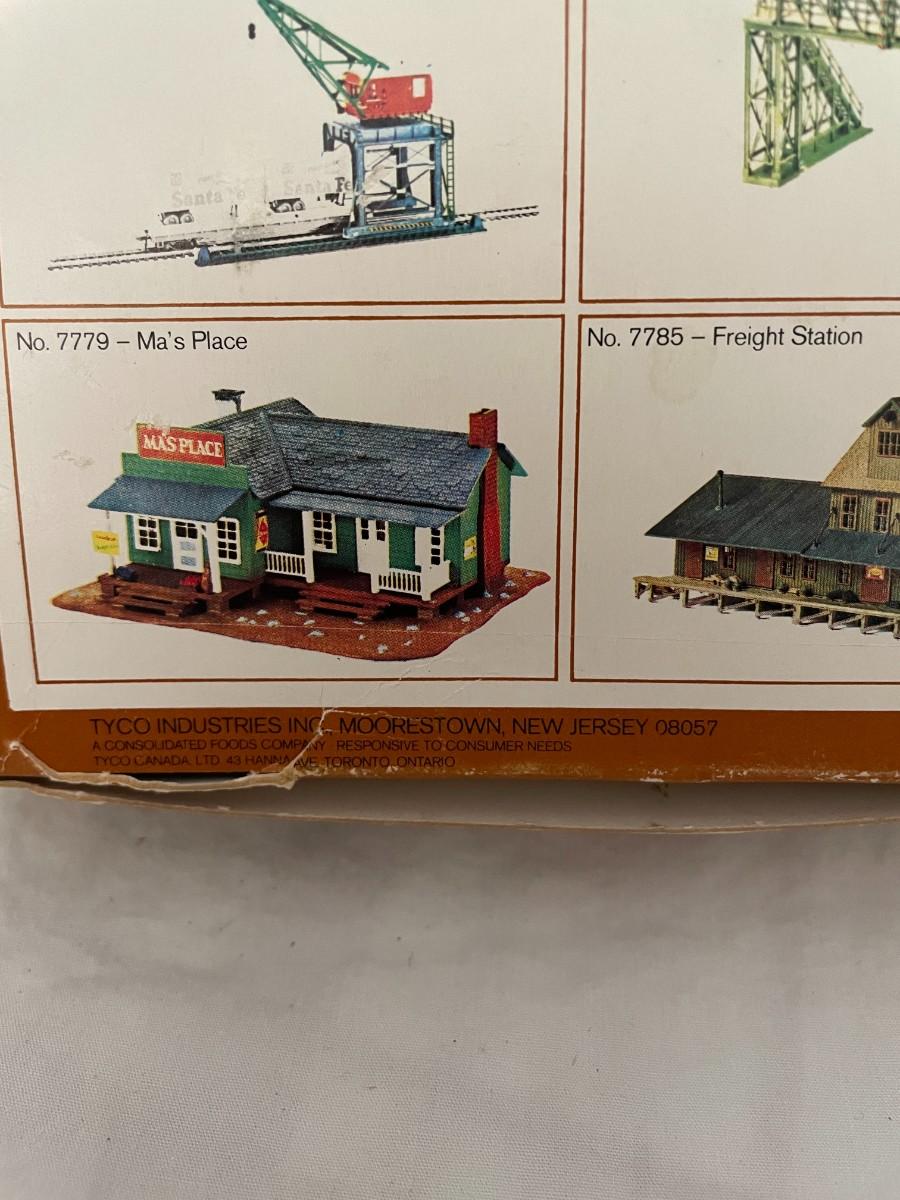 Santa Fe Santa Fe
No. 7779 – Ma's Place
No. 7785 – Freight Station
MA'S PLACE
TYCO INDUSTRIES INC., MOORESTOWN, NEW JERSEY 08057
A CONSOLIDATED FOODS COMPANY RESPONSIVE TO CONSUMER NEEDS
TYCO CANADA, LTD. 43 HANNA AVE. TORONTO, ONTARIO